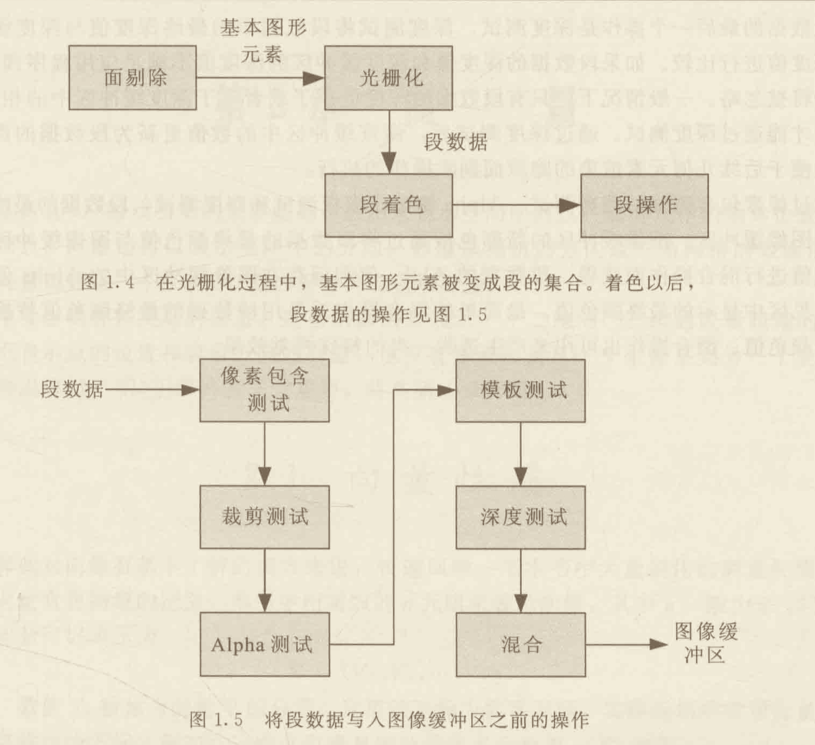 基本图形
元素
面剔除
光栅化
段数据
段着色
段操作
图 1.4 在光栅化过程中，基本图形元素被变成段的集合。着色以后，
段数据的操作见图 1.5
段数据
像素包含
测试
模板测试
裁剪测试
深度测试
Alpha 测试
混合
图像缓
冲区
图 1.5 将段数据写入图像缓冲区之前的操作